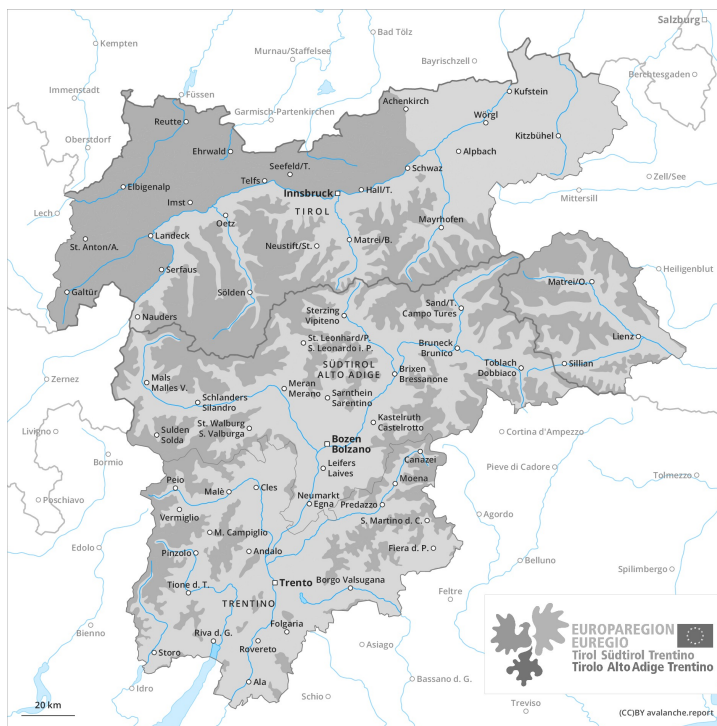 Salzburg
Bad Tölz
Kempten
Murnau/Staffelsee
Bayrischzell
Berchtesgaden
Immenstadt
Füssen
Kufstein
Achenkirch
Garmisch-Partenkirchen
Reutte
Wörgl
Kitzbühel
Oberstdorf
Ehrwald
Alpbach
Seefeld/T.
Schwaz
Zell/See
Telfs
Elbigenalp
Innsbruck
Hall/T.
Mittersill
Imst
TIROL
Lech
Oetz
Mayrhofen
Landeck
Matrei/B.
St. Anton/A.
Neustift/St.
Serfaus
Heiligenblut
Matrei/O.
Galtür
Sölden
Sand/T.
Campo Tures
Nauders
Sterzing
Vipiteno
Lienz
St. Leonhard/P.
S. Leonardo i. P.
Bruneck
Brunico
Toblach
Dobbiaco
Sillian
SÜDTIROL
ALTO ADIGE
Brixen
Bressanone
Zernez
Mals
Malles V.
Meran
Merano
Sarnthein
Sarentino
Schlanders
Silandro
St. Walburg
S. Valburga
Kastelruth
Castelrotto
Sulden
Solda
Livigno
Cortina d'Ampezzo
Bozen
Bolzano
Bormio
Canazei
Pieve di Cadore
Leifers
Laives
Tolmezzo
Peio
Malè
Cles
Moena
Poschiavo
Neumarkt
Egna
Predazzo
Vermiglio
Agordo
S. Martino d. C.
M. Campiglio
Edolo
Pinzolo
Andalo
Fiera d. P.
Belluno
Spilimbergo
Tione d. T.
Trento
Borgo Valsugana
Feltre
TRENTINO
Folgaria
Bienno
Riva d. G.
Rovereto
Asiago
Storo
Bassano d. G.
Ala
Idro
Schio
Treviso
20 km
EUROPAREGION
EUREGIO
Tirol Südtirol Trentino
Tirolo Alto Adige Trentino
(CC)BY avalanche.report